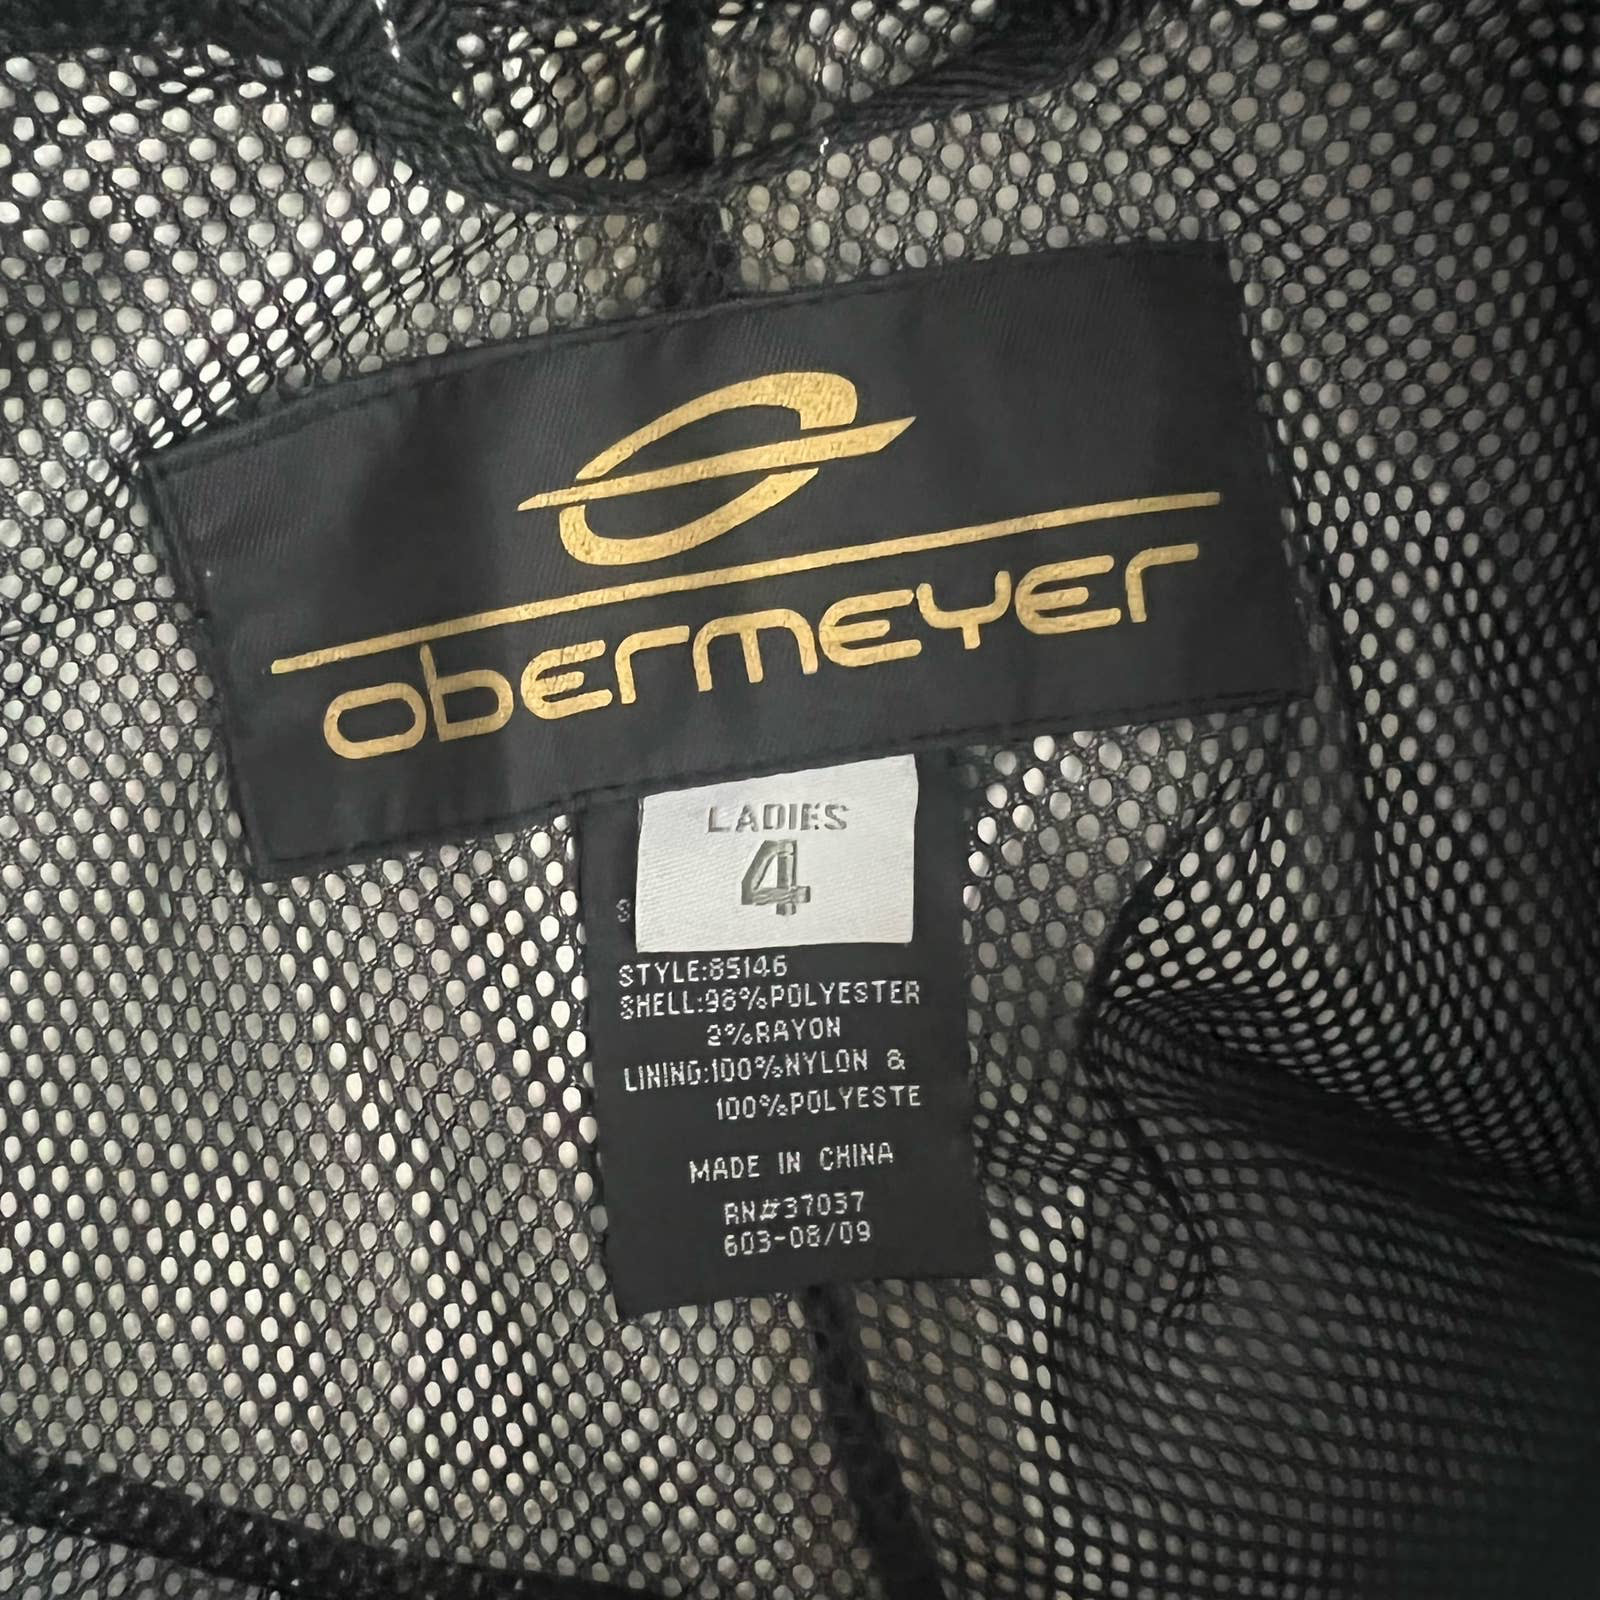 obermeyer
LADIES
4
STYLE:85146
SHELL:98%POLYESTER
2%RAYON
LINING:100%NYLON &
100%POLYESTE
MADE IN CHINA
RN#37037
603-08/09